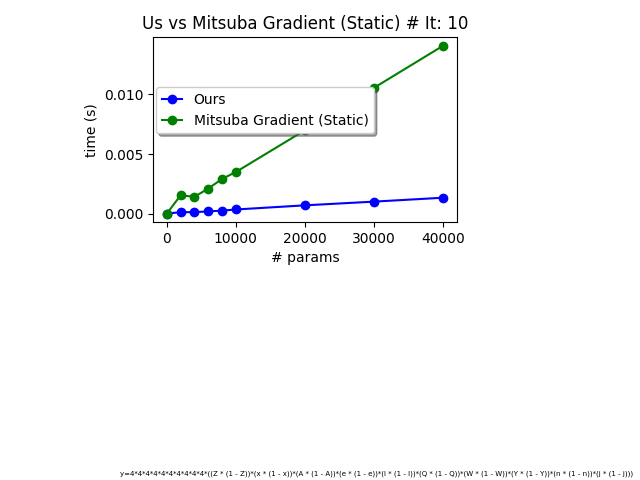 Us vs Mitsuba Gradient (Static) # It: 10
time (s)
0.010
0.005
0.000
Ours
Mitsuba Gradient (Static)
0 10000 20000 30000 40000
# params
y=4*4*4*4*4*4*4*4*4*4*((Z * (1 - Z))*(x * (1 - x))*(A * (1 - A))*(e * (1 - e))*(l * (1 - l))*(Q * (1 - Q))*(W * (1 - W))*(Y * (1 - Y))*(n * (1 - n))*(j * (1 - j)))